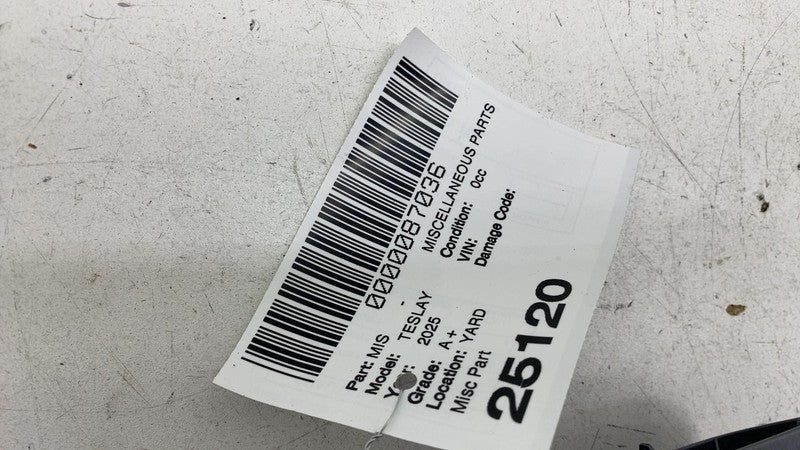 0000087036
Part: MIS - MISCELLANEOUS PARTS
Model: TESLAY Condition: 0cc
Year: 2025 VIN:
Grade: A+ Damage Code:
Location: YARD
Misc Part
25120